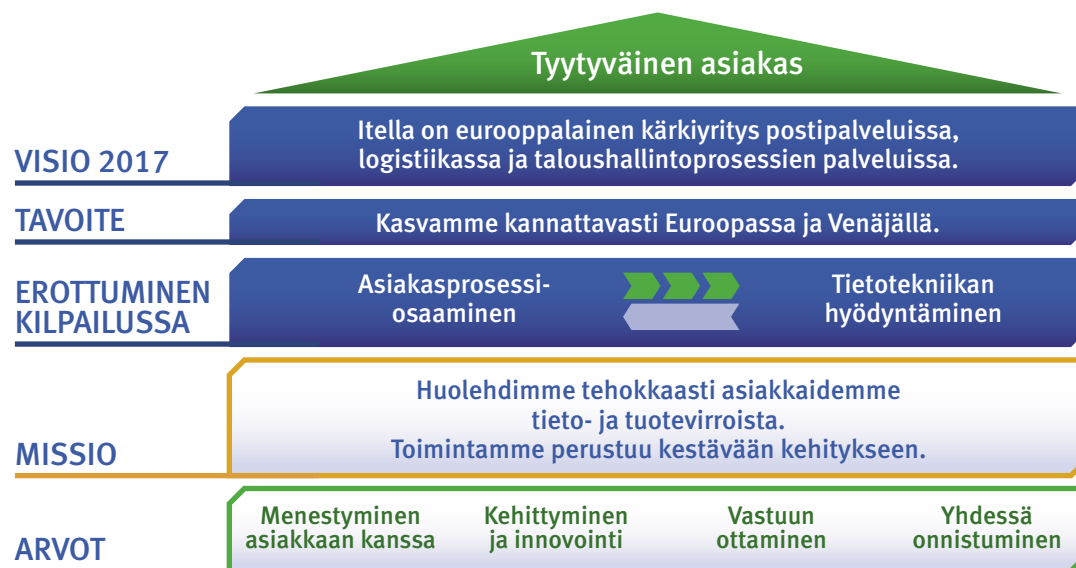 Tyytyväinen asiakas
VISIO 2017
Itella on eurooppalainen kärkiyritys postipalveluissa,
logistiikassa ja taloushallintoprosessien palveluissa.
TAVOITE
Kasvamme kannattavasti Euroopassa ja Venäjällä.
EROTTUMINEN
KILPAILUSSA
Asiakasprosessi-
osaaminen
Tietotekniikan
hyödyntäminen
MISSIO
Huolehdimme tehokkaasti asiakkaidemme
tieto- ja tuotevirroista.
Toimintamme perustuu kestävään kehitykseen.
ARVOT
Menestyminen
asiakkaan kanssa
Kehittyminen
ja innovointi
Vastuun
ottaminen
Yhdessä
onnistuminen